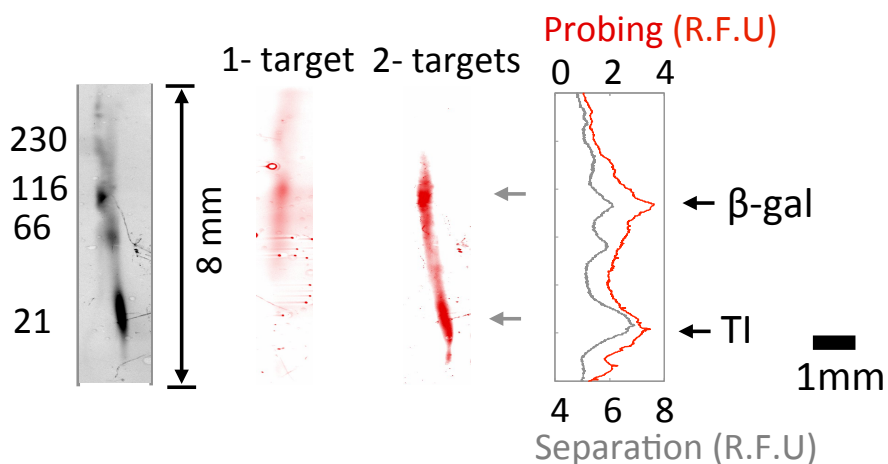 Probing (R.F.U)
1- target 2- targets 0 2 4
230
116
66
21
8 mm
β-gal
TI
1mm
4 6 8
Separation (R.F.U)